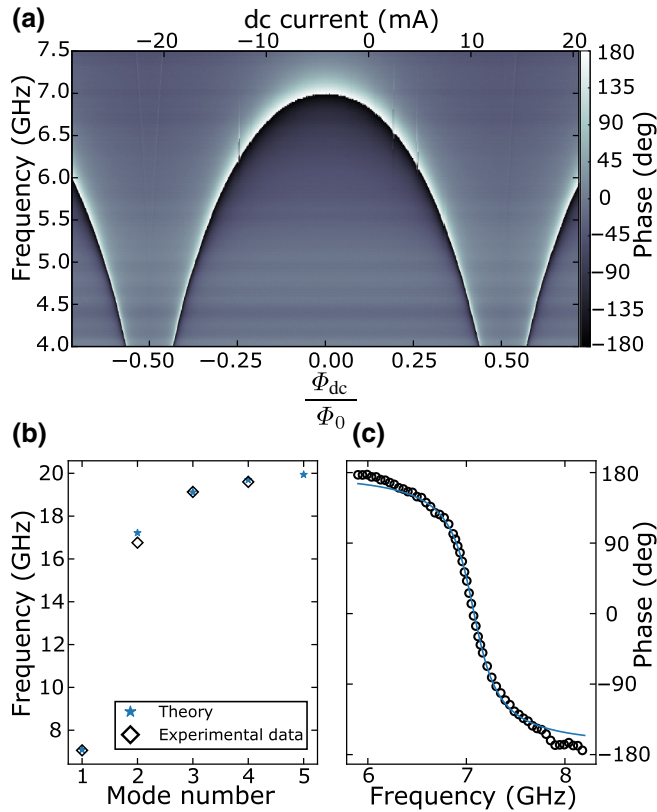 (a)
dc current (mA)
−20 −12 −4 4 12 20
7.5
7.0
6.5
6.0
5.5
5.0
4.5
4.0
Frequency (GHz)
180
135
90
45
0
−45
−90
−135
−180
Phase (deg)
−0.50 −0.25 0.00 0.25 0.50
Φdc
Φ0
(b)
20
18
16
14
12
10
8
Frequency (GHz)
Theory
Experimental data
1 2 3 4 5
Mode number
(c)
180
90
0
−90
−180
Phase (deg)
6 7 8
Frequency (GHz)